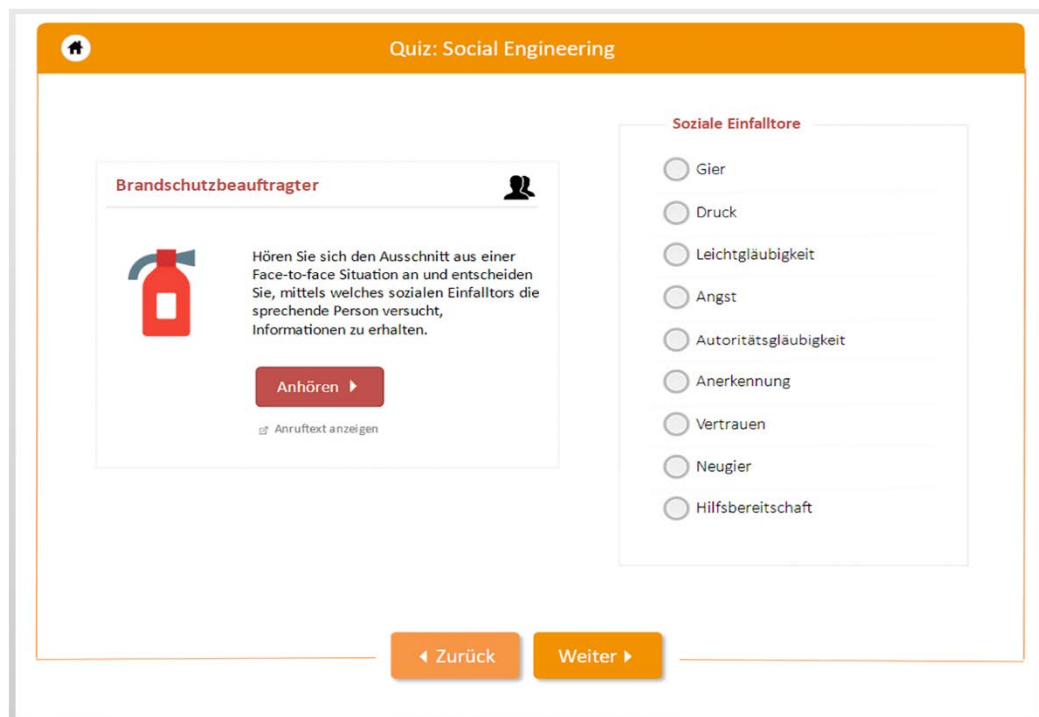 Quiz: Social Engineering
Brandschutzbeauftragter
Hören Sie sich den Ausschnitt aus einer
Face-to-face Situation an und entscheiden
Sie, mittels welches sozialen Einfalltors die
sprechende Person versucht,
Informationen zu erhalten.
Anhören
Anruftext anzeigen
Soziale Einfalltore
Gier
Druck
Leichtgläubigkeit
Angst
Autoritätsgläubigkeit
Anerkennung
Vertrauen
Neugier
Hilfsbereitschaft
Zurück
Weiter